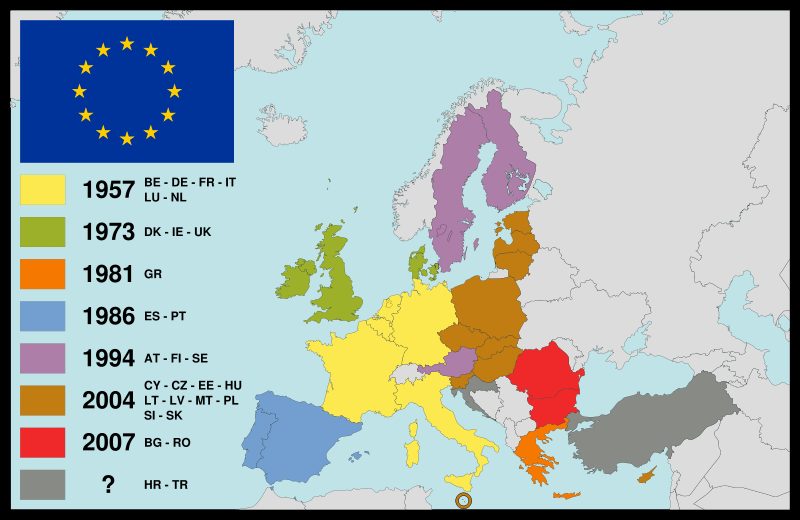 1957 BE - DE - FR - IT
LU - NL
1973 DK - IE - UK
1981 GR
1986 ES - PT
1994 AT - FI - SE
2004 CY - CZ - EE - HU
LT - LV - MT - PL
SI - SK
2007 BG - RO
? HR - TR